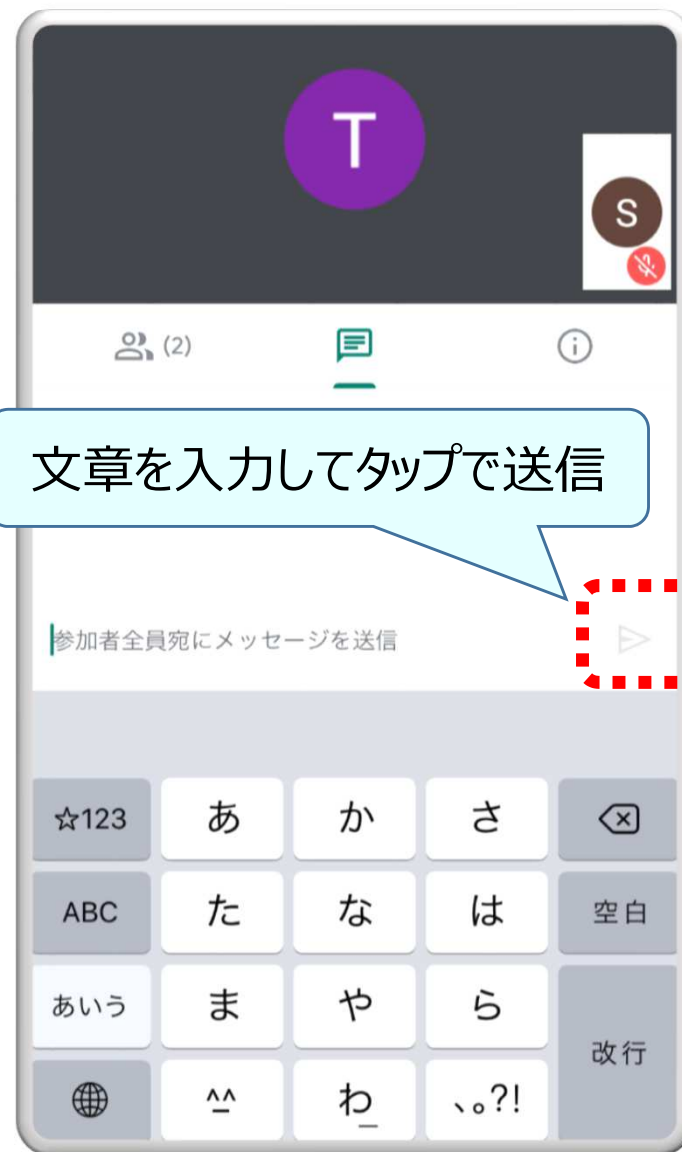 T
S
(2)
文章を入力してタップで送信
参加者全員宛にメッセージを送信
☆123 あ か さ
ABC た な は 空白
あいう ま や ら
改行
^^ わ 、。?!